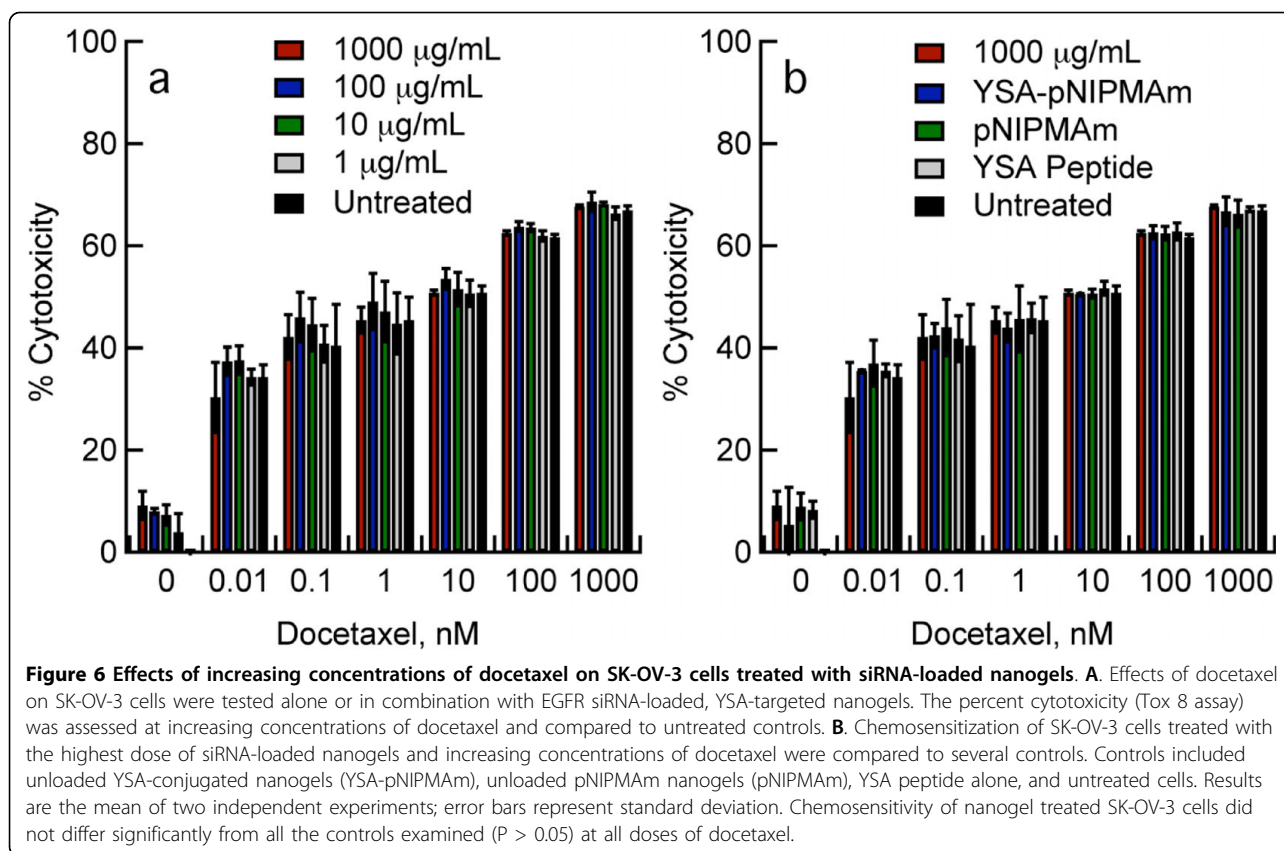 100
80
60
40
20
0
% Cytotoxicity
a
1000 μg/mL
100 μg/mL
10 μg/mL
1 μg/mL
Untreated
0 0.01 0.1 1 10 100 1000
Docetaxel, nM
100
80
60
40
20
0
% Cytotoxicity
b
1000 μg/mL
YSA-pNIPMAm
pNIPMAm
YSA Peptide
Untreated
0 0.01 0.1 1 10 100 1000
Docetaxel, nM
Figure 6 Effects of increasing concentrations of docetaxel on SK-OV-3 cells treated with siRNA-loaded nanogels. A. Effects of docetaxel
on SK-OV-3 cells were tested alone or in combination with EGFR siRNA-loaded, YSA-targeted nanogels. The percent cytotoxicity (Tox 8 assay)
was assessed at increasing concentrations of docetaxel and compared to untreated controls. B. Chemosensitization of SK-OV-3 cells treated with
the highest dose of siRNA-loaded nanogels and increasing concentrations of docetaxel were compared to several controls. Controls included
unloaded YSA-conjugated nanogels (YSA-pNIPMAm), unloaded pNIPMAm nanogels (pNIPMAm), YSA peptide alone, and untreated cells. Results
are the mean of two independent experiments; error bars represent standard deviation. Chemosensitivity of nanogel treated SK-OV-3 cells did
not differ significantly from all the controls examined (P > 0.05) at all doses of docetaxel.